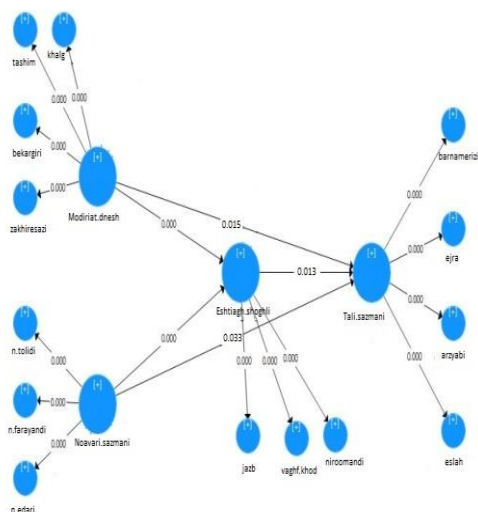 [+]
[+]
tashim
khalg
0.000
0.000
[+]
bekargiri
0.000
[+]
Modiriat.dnesh
[+]
zakhiresazi
0.000
[+]
barnamerizi
0.000
0.015
0.000
[+]
ejra
0.000
[+]
Eshtiagh.shoghli
0.013
[+]
Tali.sazmani
0.000
[+]
arzyabi
[+]
n.tolidi
0.000
0.033
0.000
0.000
0.000
0.000
0.000
[+]
n.farayandi
0.000
[+]
Noavari.sazmani
0.000
[+]
n.edari
[+]
jazb
[+]
vaghf.khod
[+]
niroomandi
[+]
eslah